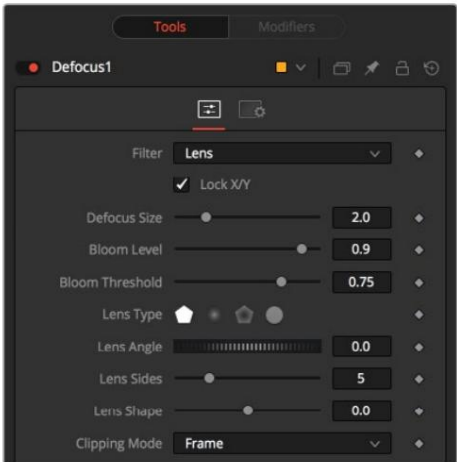 Tools Modifiers
Defocus1
Filter Lens
Lock X/Y
Defocus Size 2.0
Bloom Level 0.9
Bloom Threshold 0.75
Lens Type
Lens Angle 0.0
Lens Sides 5
Lens Shape 0.0
Clipping Mode Frame